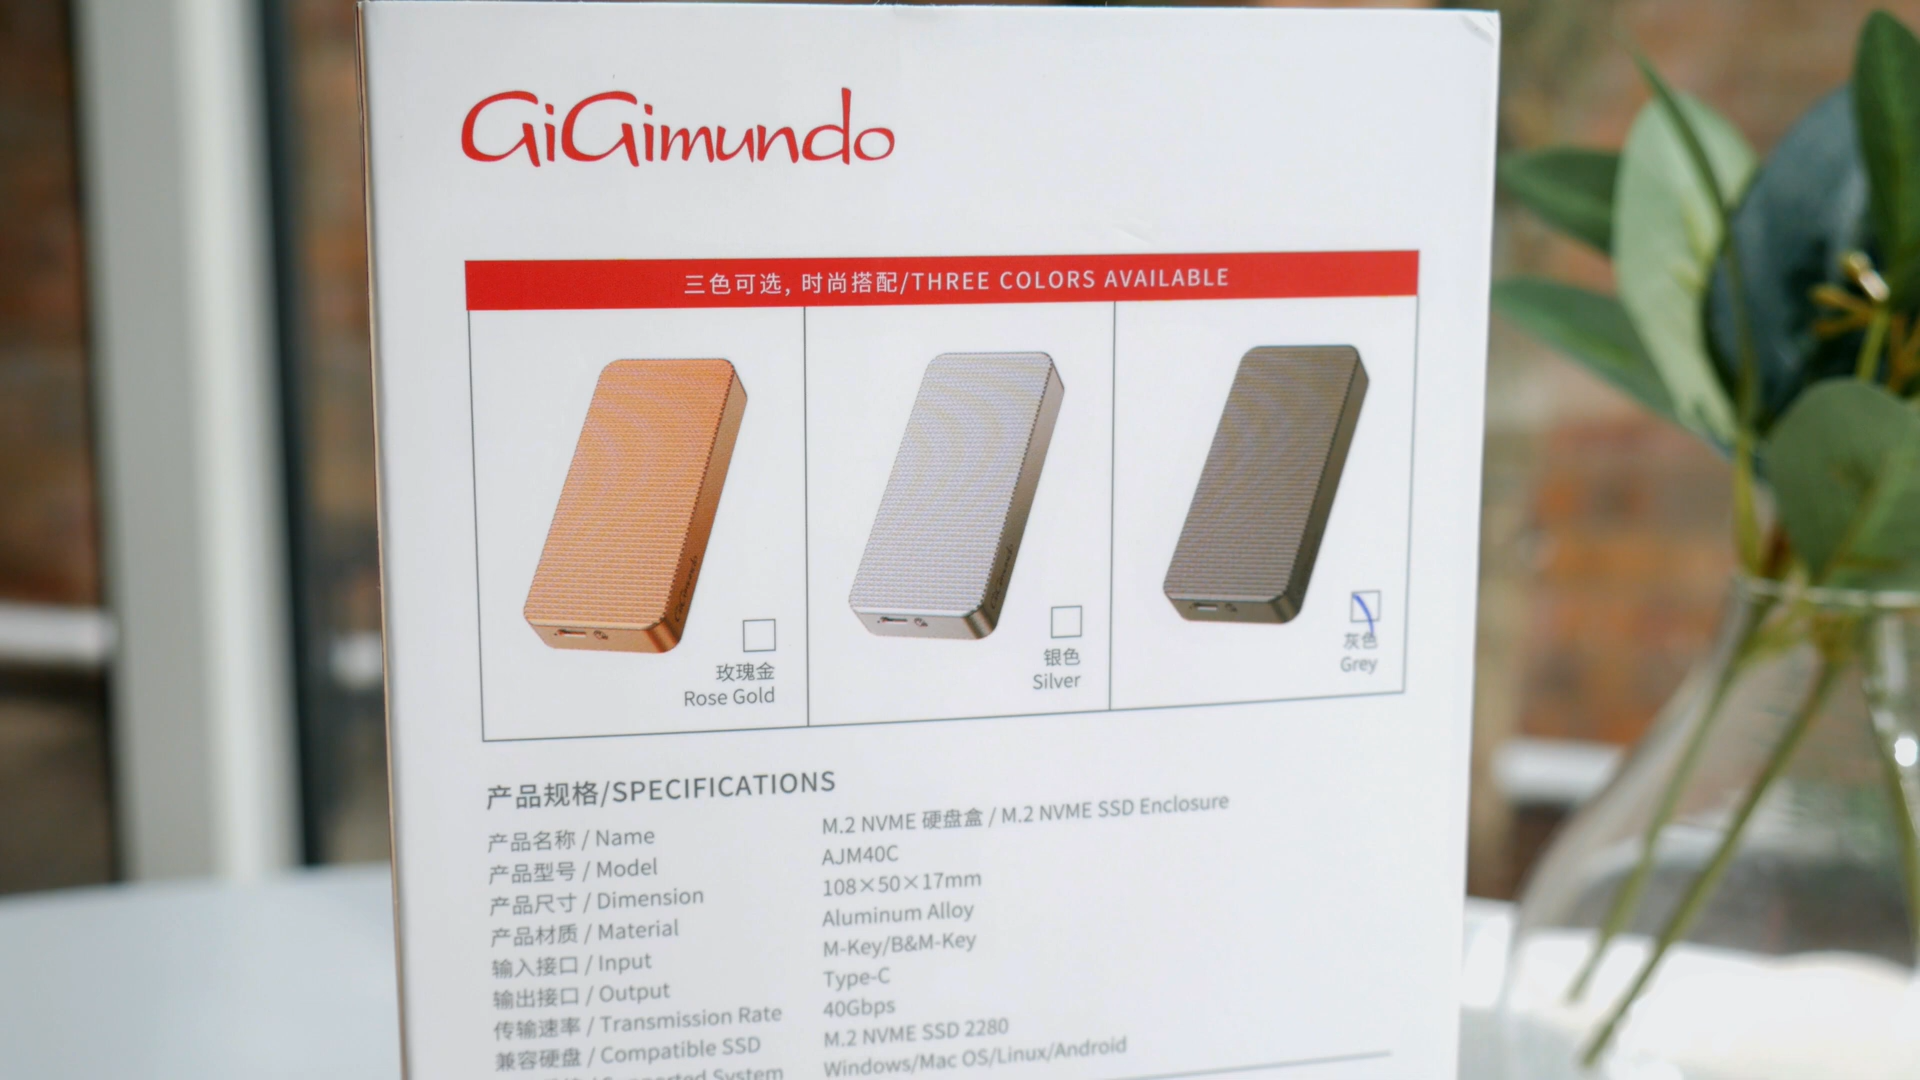 GiGimundo
三色可选, 时尚搭配/THREE COLORS AVAILABLE
GiGimundo
GiGimundo
玫瑰金
Rose Gold
银色
Silver
灰色
Grey
产品规格/SPECIFICATIONS
产品名称 / Name M.2 NVME 硬盘盒 / M.2 NVME SSD Enclosure
产品型号 / Model AJM40C
产品尺寸 / Dimension 108×50×17mm
产品材质 / Material Aluminum Alloy
输入接口 / Input M-Key/B&M-Key
输出接口 / Output Type-C
传输速率 / Transmission Rate 40Gbps
兼容硬盘 / Compatible SSD M.2 NVME SSD 2280
/ Supported System Windows/Mac OS/Linux/Android